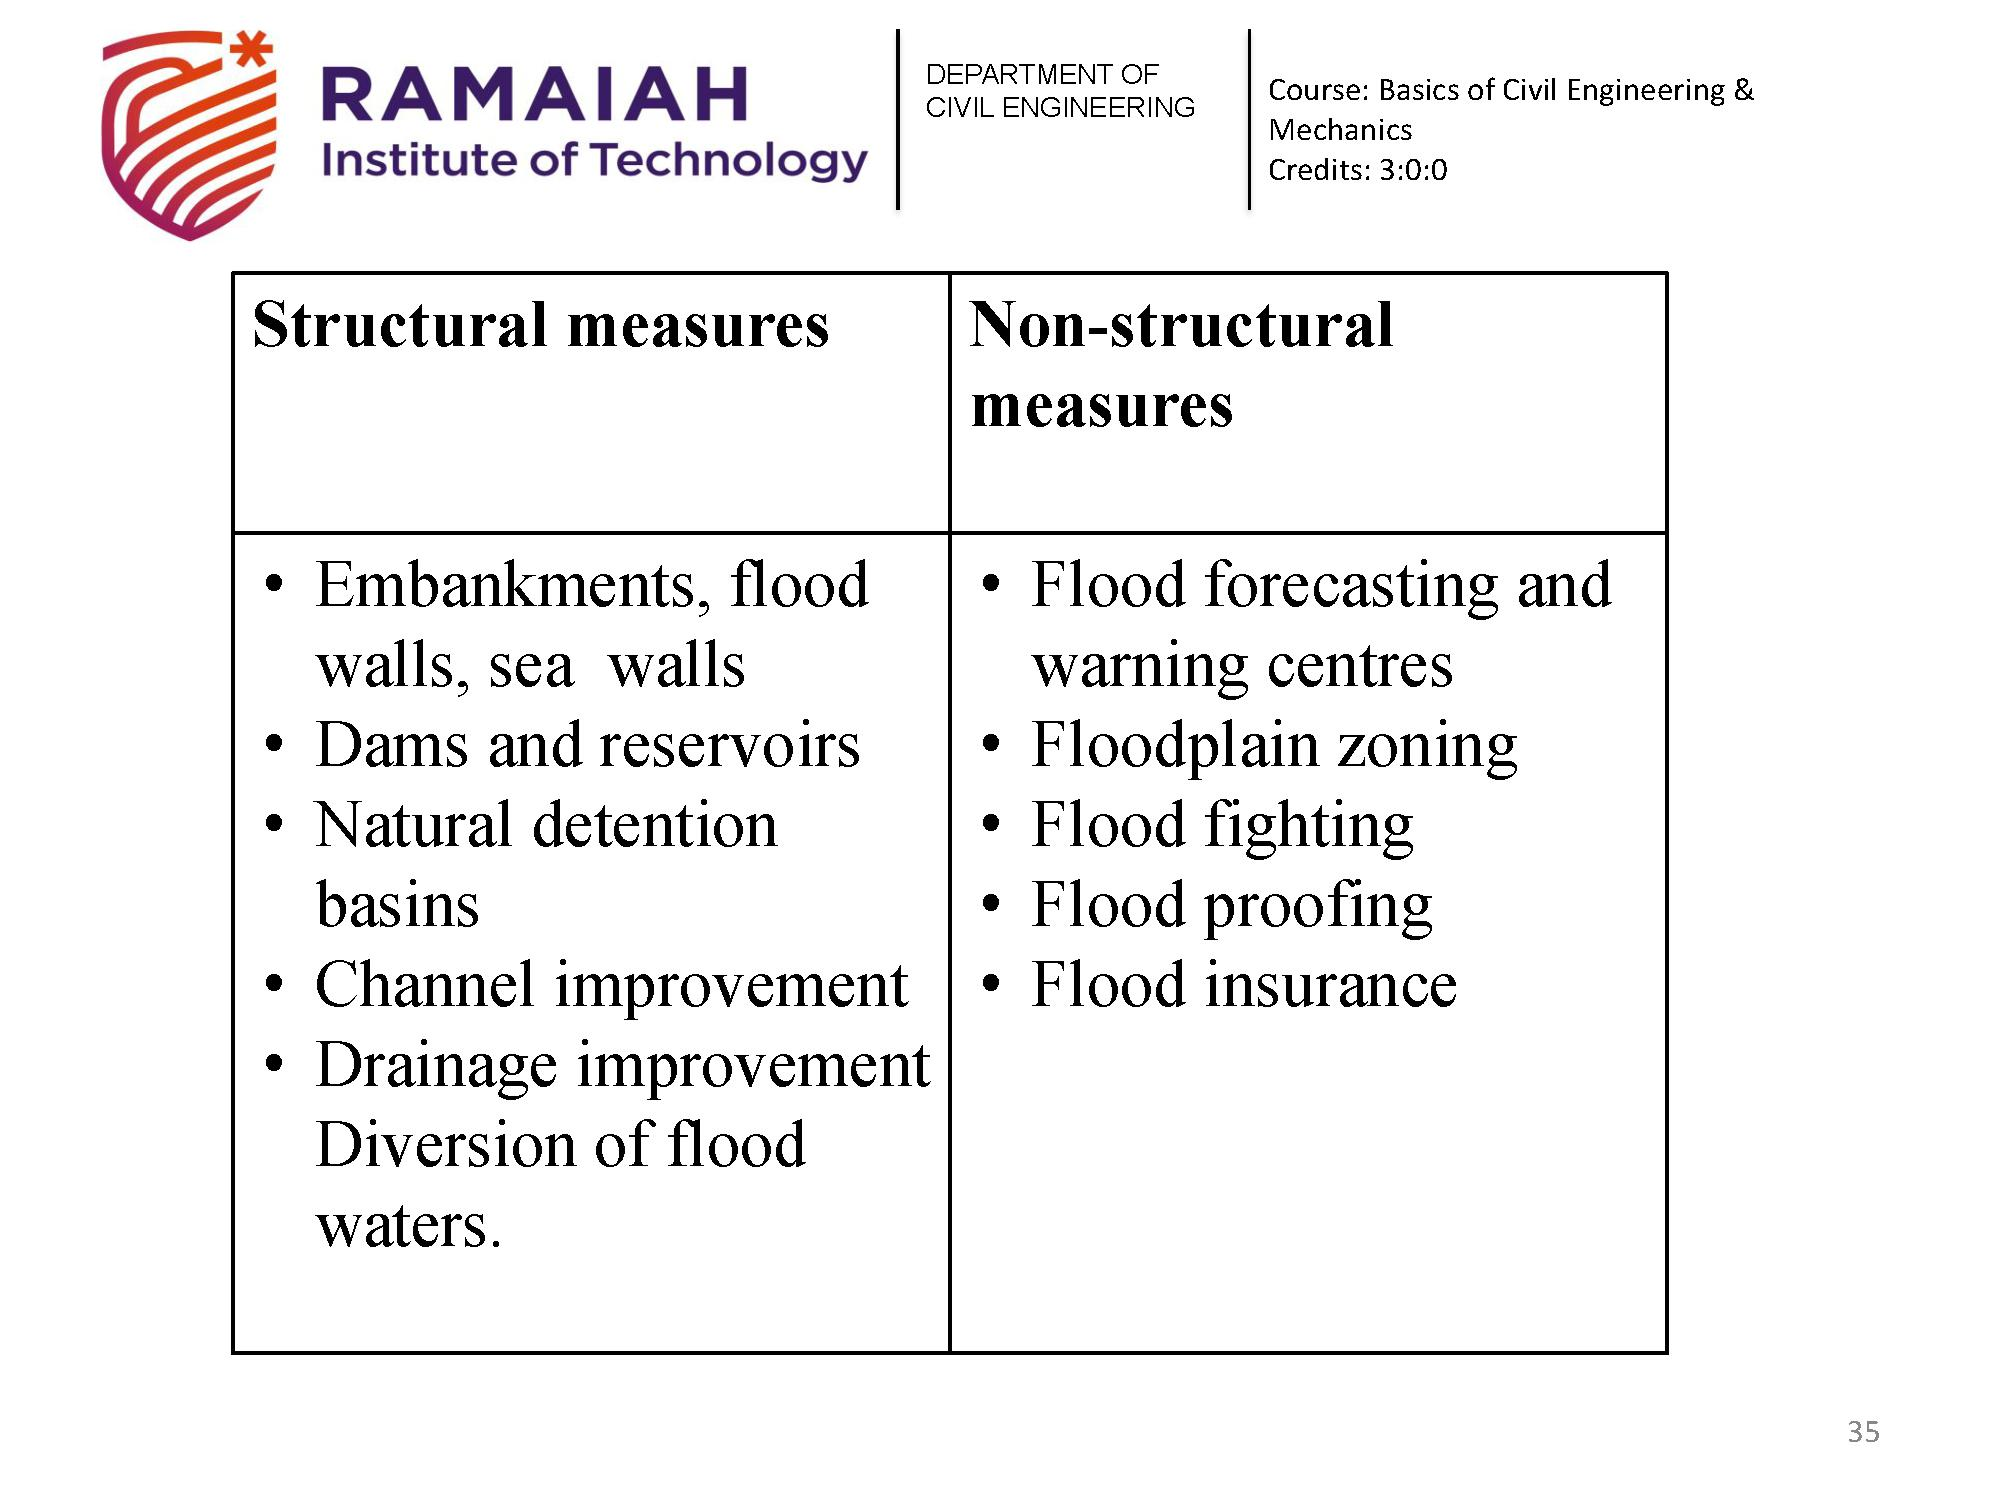 RAMAIAH
Institute of Technology
DEPARTMENT OF
CIVIL ENGINEERING
Course: Basics of Civil Engineering &
Mechanics
Credits: 3:0:0
Structural measures
Non-structural
measures
• Embankments, flood
walls, sea  walls
• Dams and reservoirs
• Natural detention
basins
• Channel improvement
• Drainage improvement
Diversion of flood
waters.
• Flood forecasting and
warning centres
• Floodplain zoning
• Flood fighting
• Flood proofing
• Flood insurance
35